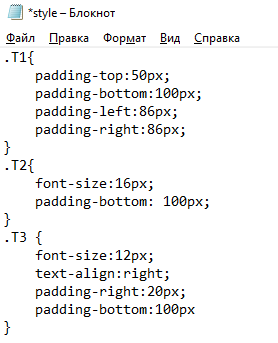 *style – Блокнот
Файл Правка Формат Вид Справка
.T1{
    padding-top:50px;
    padding-bottom:100px;
    padding-left:86px;
    padding-right:86px;
}
.T2{
    font-size:16px;
    padding-bottom: 100px;
}
.T3 {
    font-size:12px;
    text-align:right;
    padding-right:20px;
    padding-bottom:100px
}